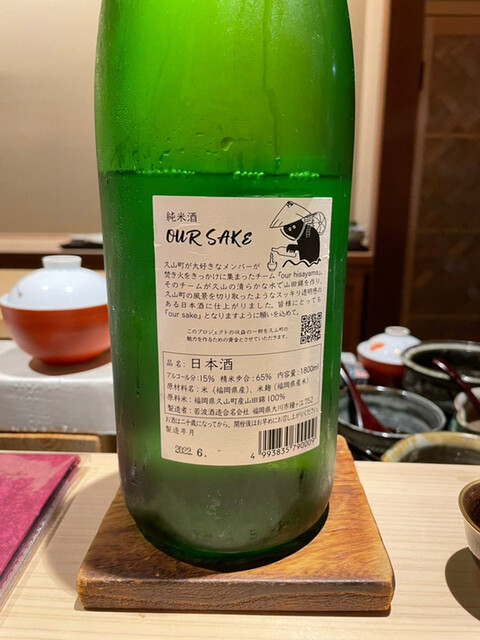 純米酒
OUR SAKE
久山町が大好きなメンバーが
焚き火をきっかけに集まったチーム「our hisayama」。
そのチームが久山の清らかな水で山田錦を作り、
久山町の風景を切り取ったようなスッキリ透明感の
ある日本酒に仕上がりました。皆様にとっても
「our sake」となりますように願いを込めて。
このプロジェクトの収益の一部を久山町の
魅力を作るための資金とさせていただきます。
品名: 日本酒
アルコール分:15% 精米歩合:65% 内容量:1800ml
原材料名:米(福岡県産)、米麹(福岡県産米)
原料米:福岡県久山町産山田錦100%
製造者:若波酒造合名会社 福岡県大川市鐘ヶ江752
お酒は二十歳になってから。開栓後はお早めにお召し上がりください。
製造年月
2022. 6.
4 993835 790009